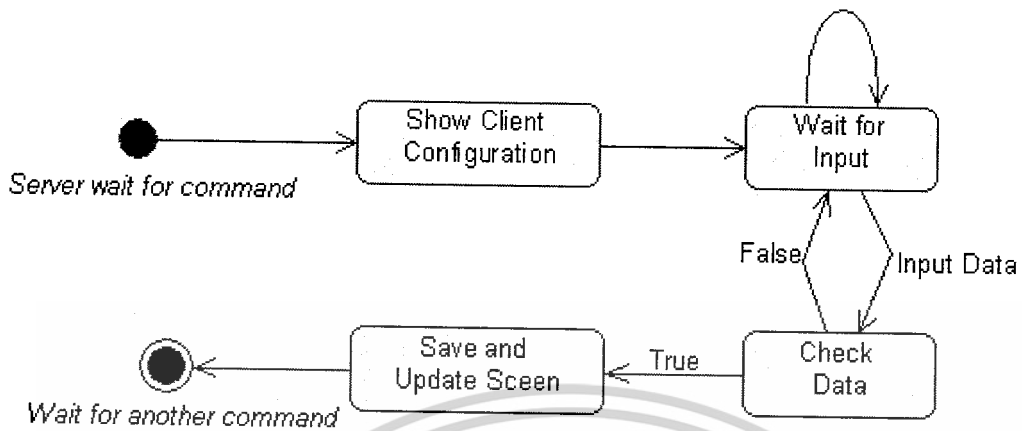 Show Client
Configuration
Wait for
Input
Server wait for command
False
Input Data
Save and
Update Sceen
True
Check
Data
Wait for another command